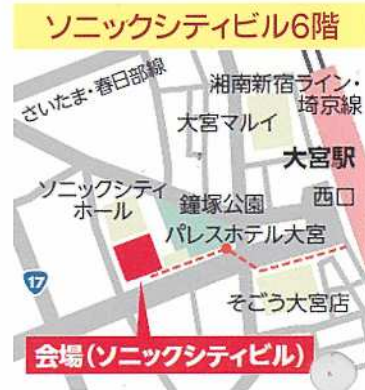 ソニックシティビル6階
さいたま・春日部線
湘南新宿ライン・
埼京線
大宮マルイ
大宮駅
西口
ソニックシティ
ホール
鐘塚公園
パレスホテル大宮
17
そごう大宮店
会場(ソニックシティビル)